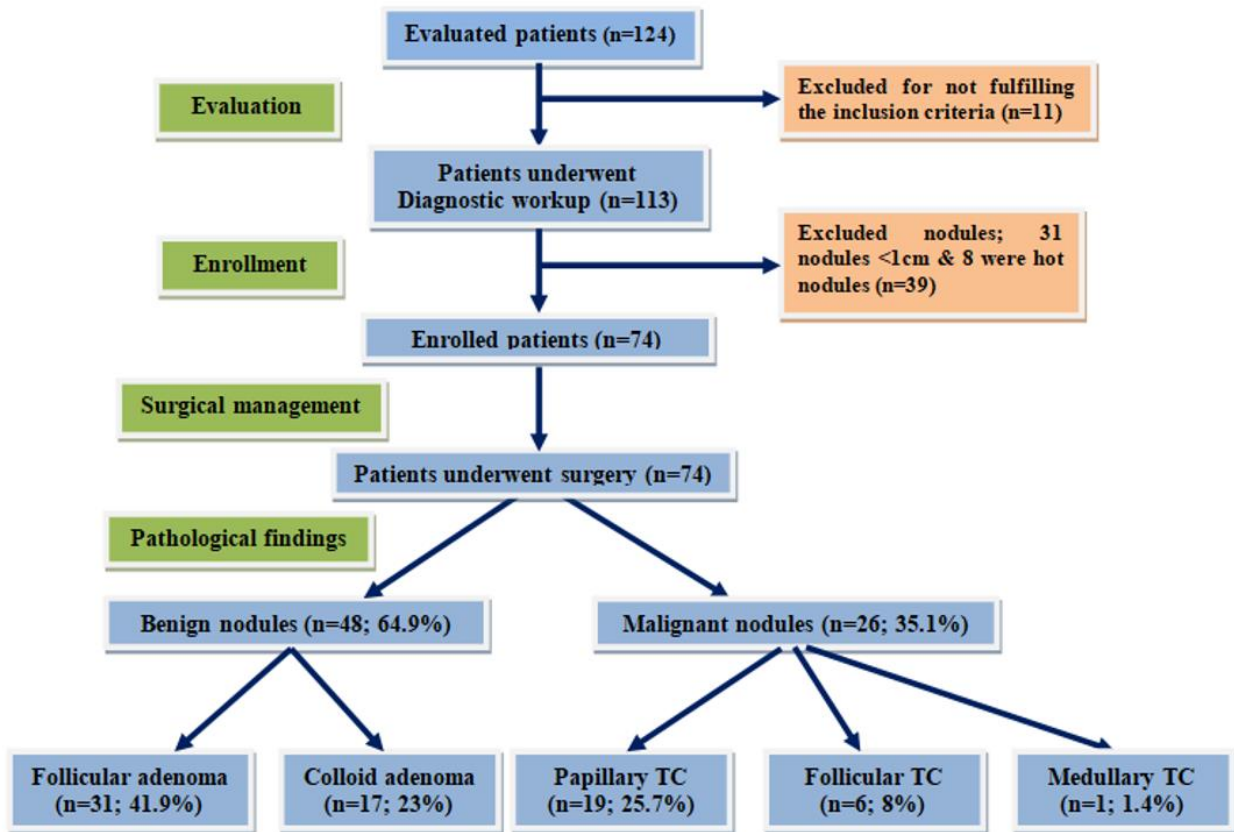 Evaluated patients (n=124)
Evaluation
Excluded for not fulfilling
the inclusion criteria (n=11)
Patients underwent
Diagnostic workup (n=113)
Enrollment
Excluded nodules; 31
nodules <1cm & 8 were hot
nodules (n=39)
Enrolled patients (n=74)
Surgical management
Patients underwent surgery (n=74)
Pathological findings
Benign nodules (n=48; 64.9%)
Malignant nodules (n=26; 35.1%)
Follicular adenoma
(n=31; 41.9%)
Colloid adenoma
(n=17; 23%)
Papillary TC
(n=19; 25.7%)
Follicular TC
(n=6; 8%)
Medullary TC
(n=1; 1.4%)